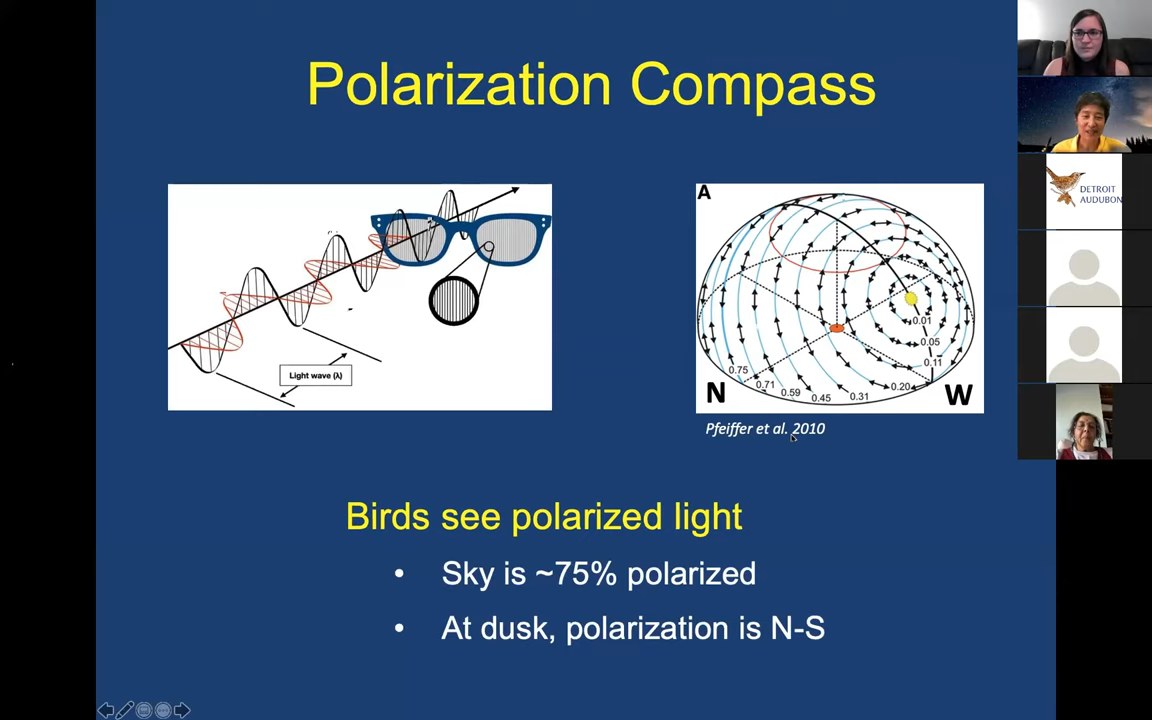 Polarization Compass
Light wave (λ)
A
0.01
0.05
0.11
0.20
0.31
0.45
0.59
0.71
0.75
N
W
Pfeiffer et al. 2010
Birds see polarized light
• Sky is ~75% polarized
• At dusk, polarization is N-S
DETROIT
AUDUBON